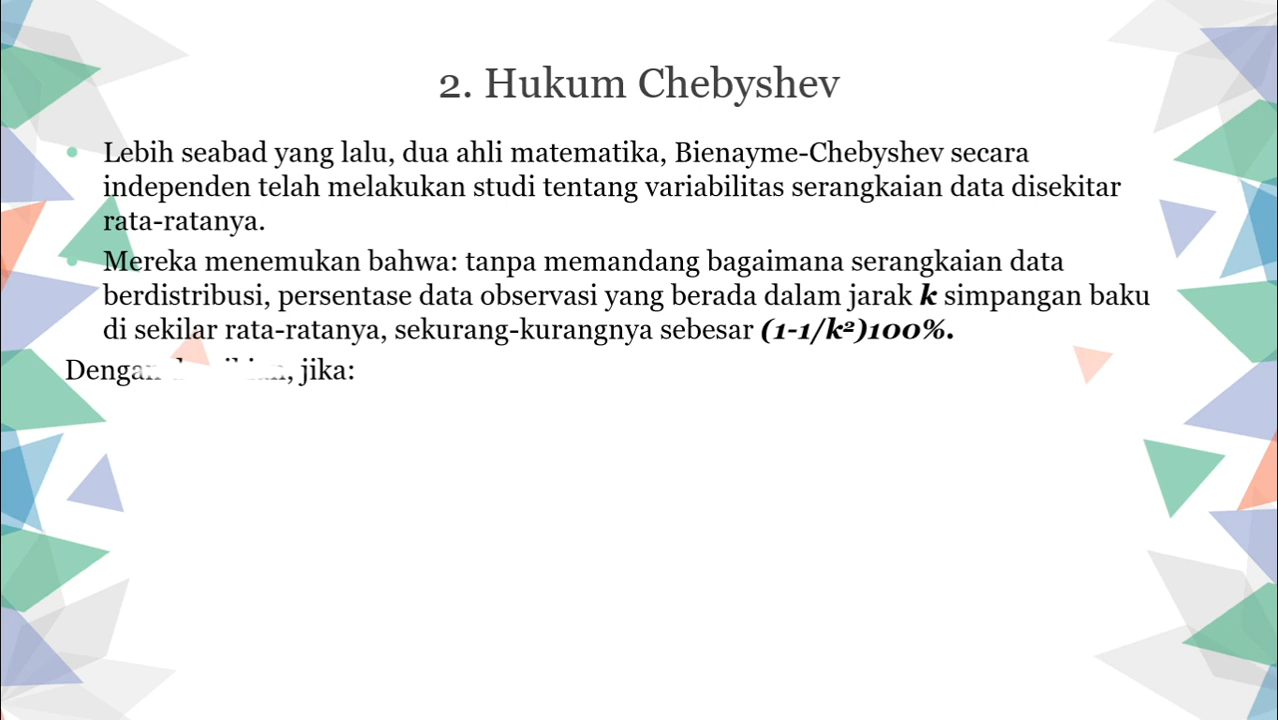 2. Hukum Chebyshev
Lebih seabad yang lalu, dua ahli matematika, Bienayme-Chebyshev secara
independen telah melakukan studi tentang variabilitas serangkaian data disekitar
rata-ratanya.
Mereka menemukan bahwa: tanpa memandang bagaimana serangkaian data
berdistribusi, persentase data observasi yang berada dalam jarak k simpangan baku
di sekilar rata-ratanya, sekurang-kurangnya sebesar (1-1/k²)100%.
Dengan jika: